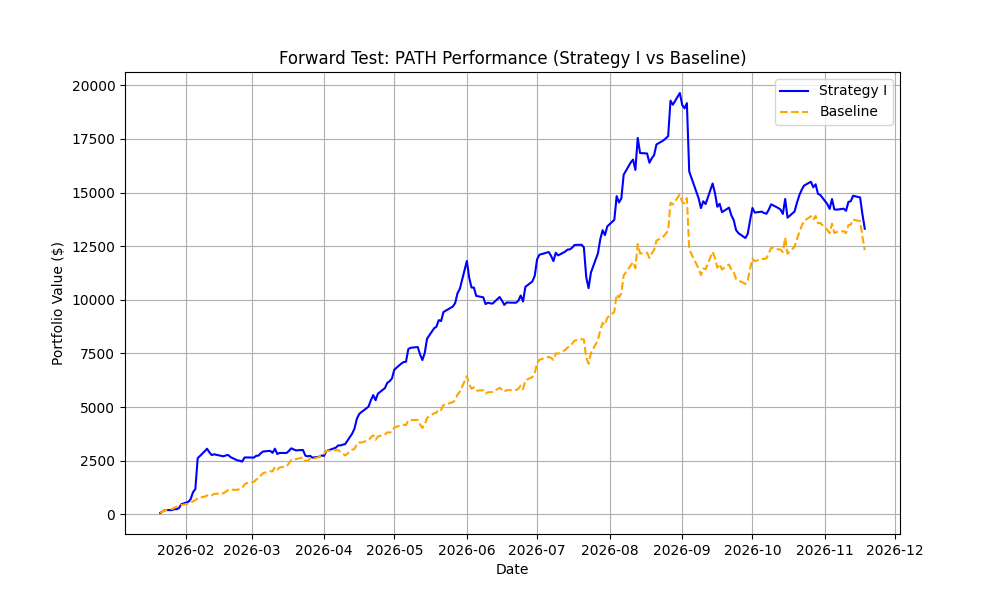 Forward Test: PATH Performance (Strategy I vs Baseline)
Strategy I
Baseline
Portfolio Value ($)
20000
17500
15000
12500
10000
7500
5000
2500
0
2026-02 2026-03 2026-04 2026-05 2026-06 2026-07 2026-08 2026-09 2026-10 2026-11 2026-12
Date